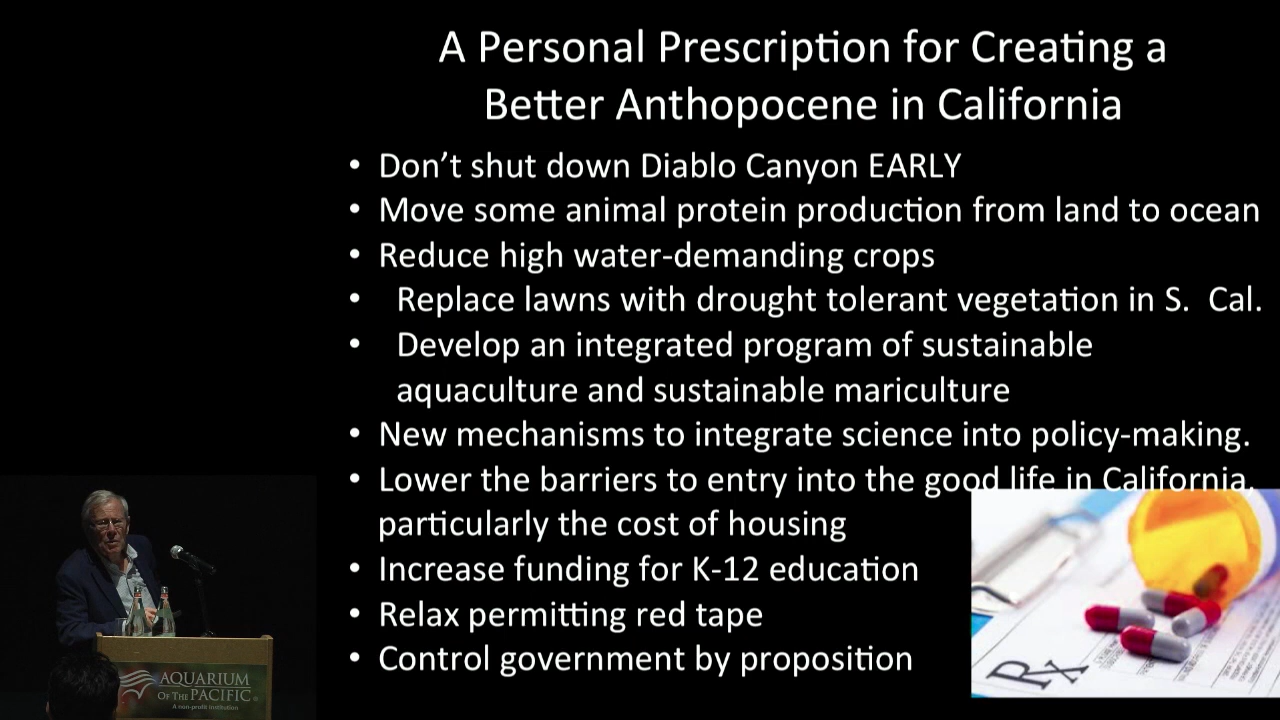 A Personal Prescription for Creating a
Better Anthopocene in California
• Don’t shut down Diablo Canyon EARLY
• Move some animal protein production from land to ocean
• Reduce high water-demanding crops
• Replace lawns with drought tolerant vegetation in S. Cal.
• Develop an integrated program of sustainable
aquaculture and sustainable mariculture
• New mechanisms to integrate science into policy-making.
• Lower the barriers to entry into the good life in California,
particularly the cost of housing
• Increase funding for K-12 education
• Relax permitting red tape
• Control government by proposition
AQUARIUM
OF THE PACIFIC
A non-profit institution
Rx